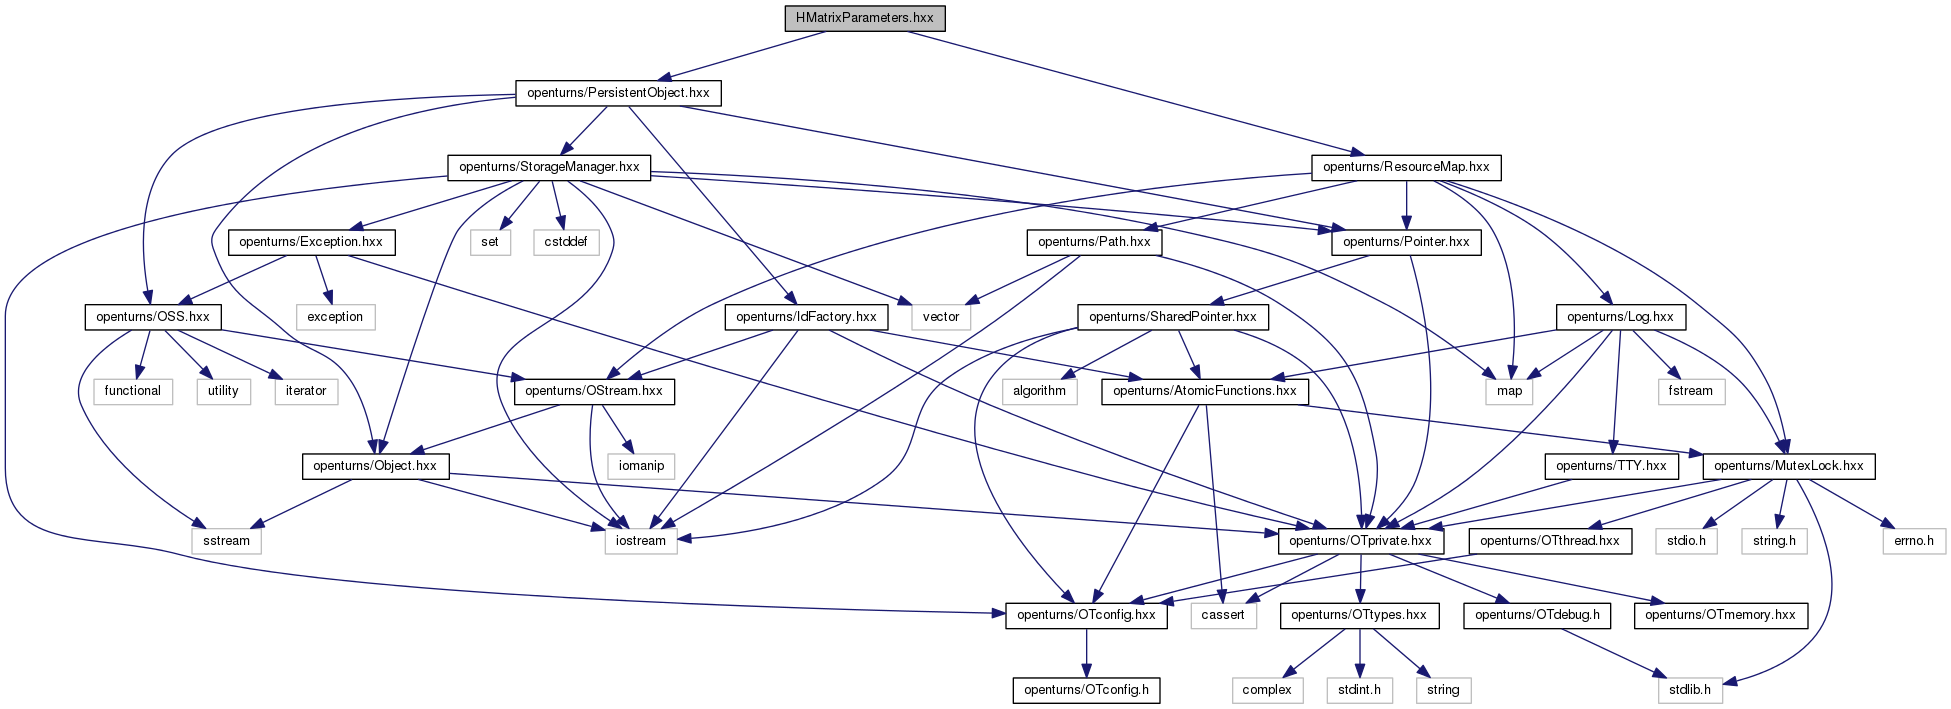 HMatrixParameters.hxx
openturns/PersistentObject.hxx
openturns/StorageManager.hxx
openturns/ResourceMap.hxx
openturns/Exception.hxx
set
cstddef
openturns/Path.hxx
openturns/Pointer.hxx
openturns/OSS.hxx
exception
openturns/IdFactory.hxx
vector
openturns/SharedPointer.hxx
openturns/Log.hxx
functional
utility
iterator
openturns/OStream.hxx
algorithm
openturns/AtomicFunctions.hxx
map
fstream
openturns/Object.hxx
iomanip
openturns/TTY.hxx
openturns/MutexLock.hxx
sstream
iostream
openturns/OTprivate.hxx
openturns/OTthread.hxx
stdio.h
string.h
errno.h
openturns/OTconfig.hxx
cassert
openturns/OTtypes.hxx
openturns/OTdebug.h
openturns/OTmemory.hxx
openturns/OTconfig.h
complex
stdint.h
string
stdlib.h